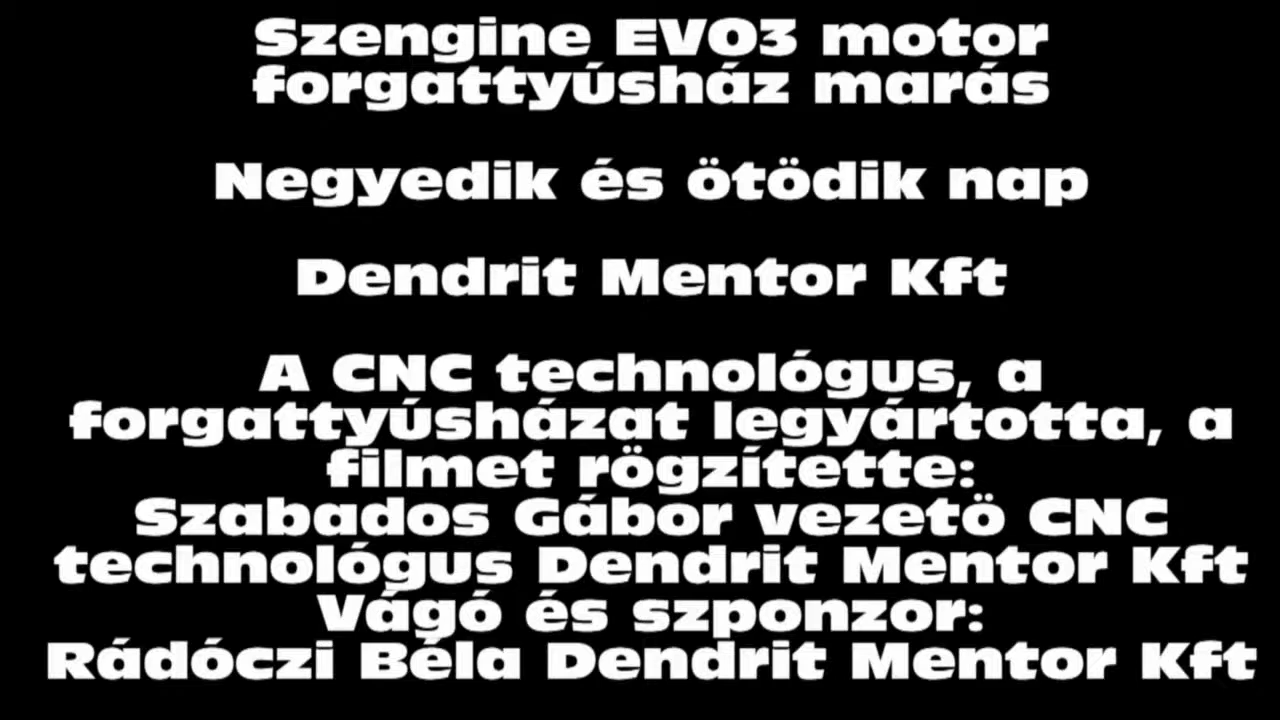 Szengine EVO3 motor
forgattyúsház marás
Negyedik és ötödik nap
Dendrit Mentor Kft
A CNC technológus, a
forgattyúsházat legyártotta, a
filmet rögzítette:
Szabados Gábor vezetö CNC
technológus Dendrit Mentor Kft
Vágó és szponzor:
Rádóczi Béla Dendrit Mentor Kft